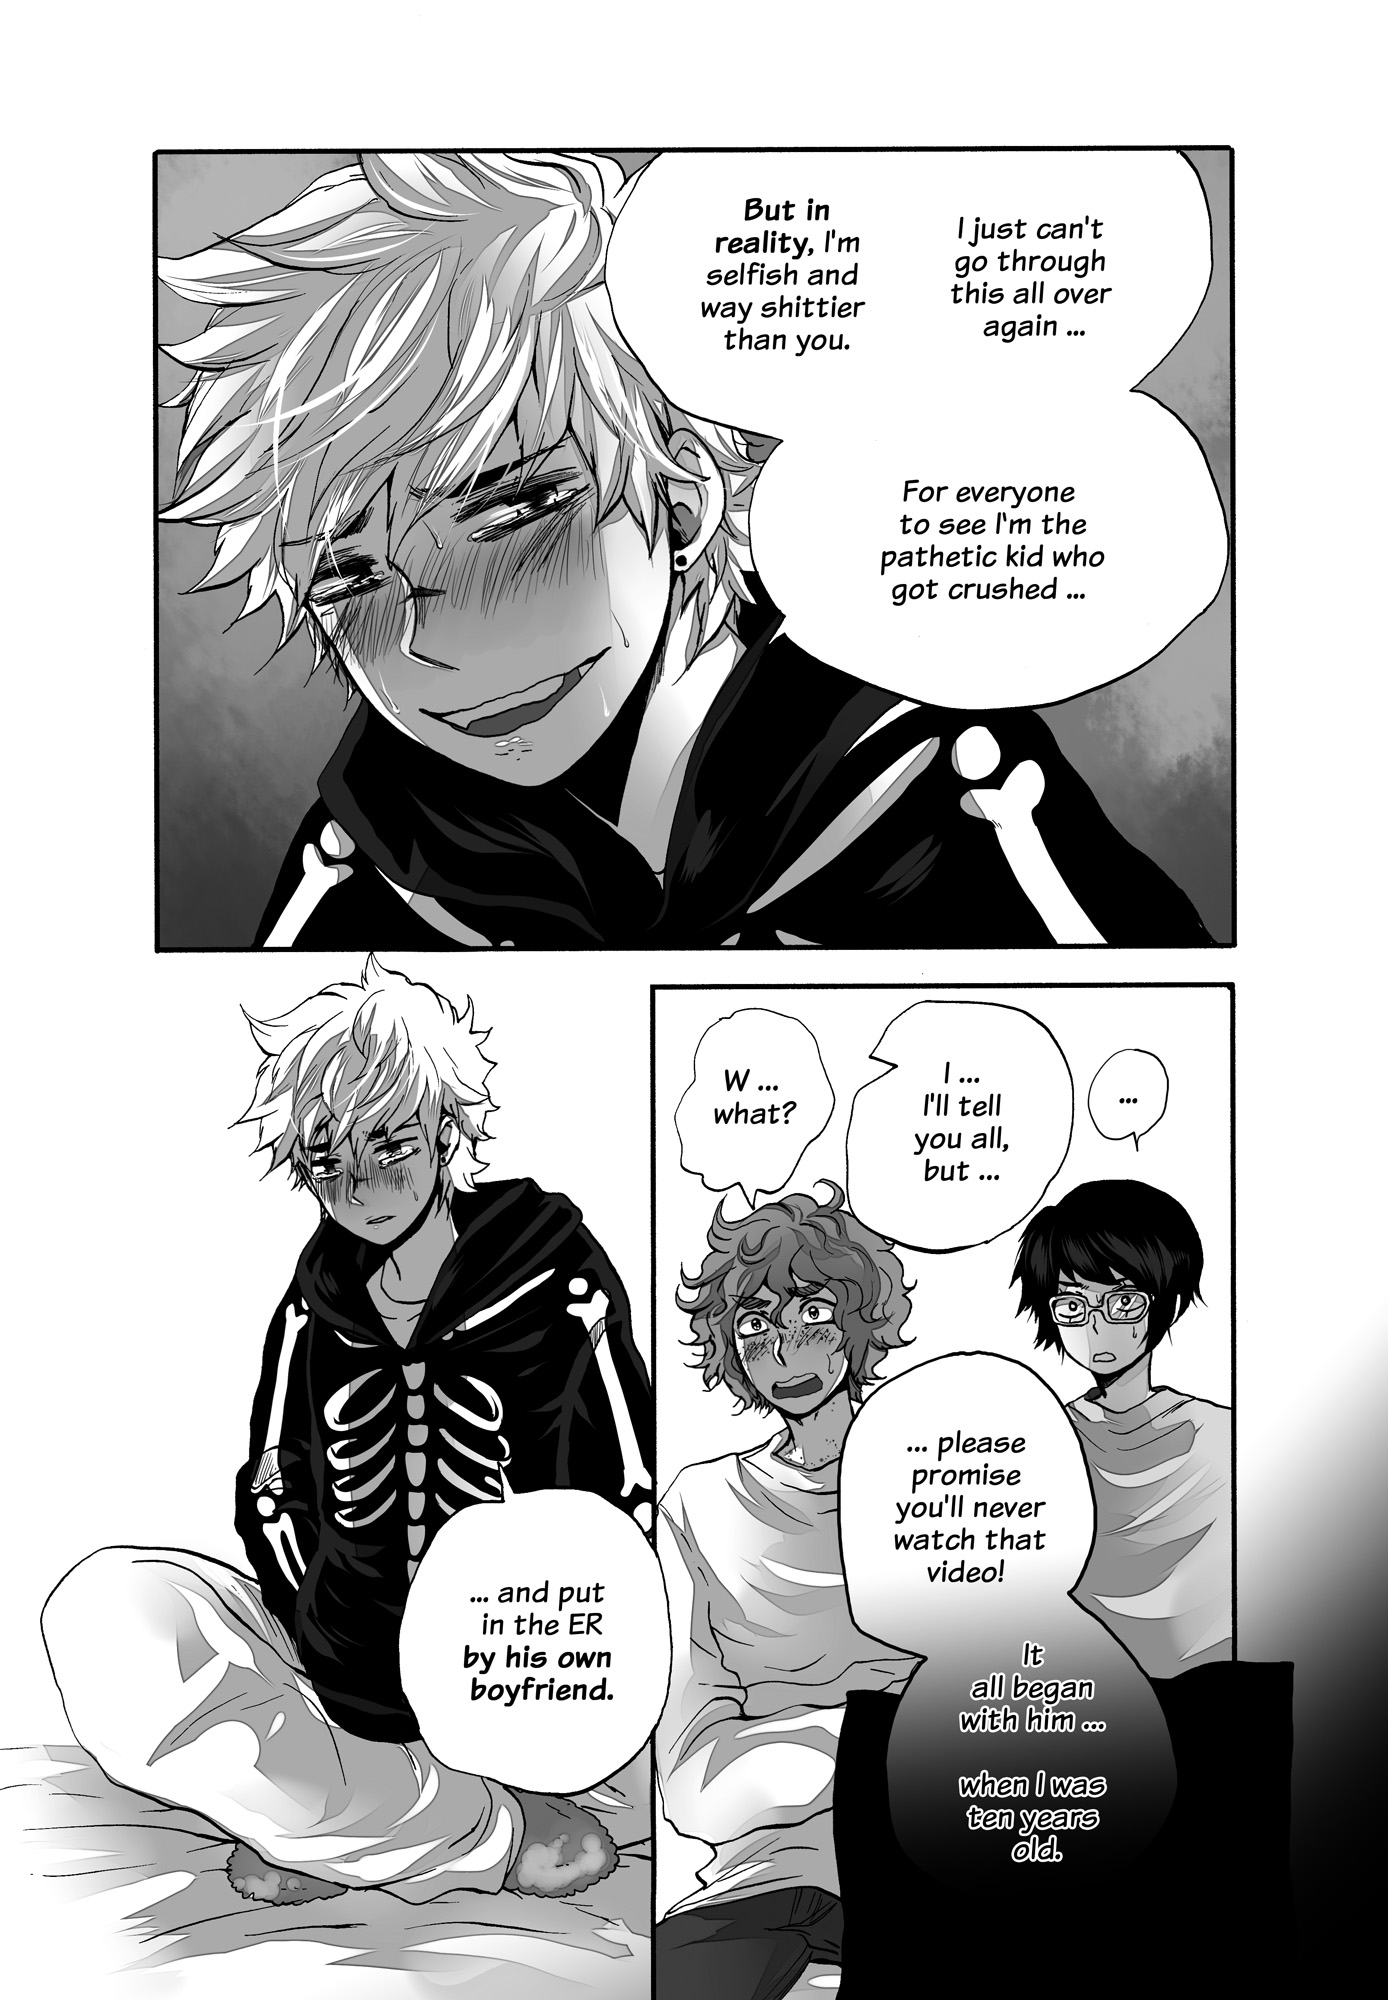 But in
reality, I'm
selfish and
way shittier
than you.
I just can't
go through
this all over
again ...
For everyone
to see I'm the
pathetic kid who
got crushed ...
... and put
in the ER
by his own
boyfriend.
W ...
what?
I ...
I'll tell
you all,
but ...
...
... please
promise
you'll never
watch that
video!
It
all began
with him ...
when I was
ten years
old.